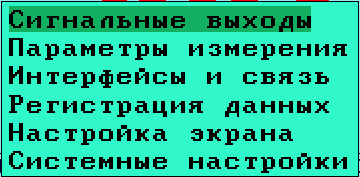 Сигнальные выходы
Параметры измерения
Интерфейсы и связь
Регистрация данных
Настройка экрана
Системные настройки